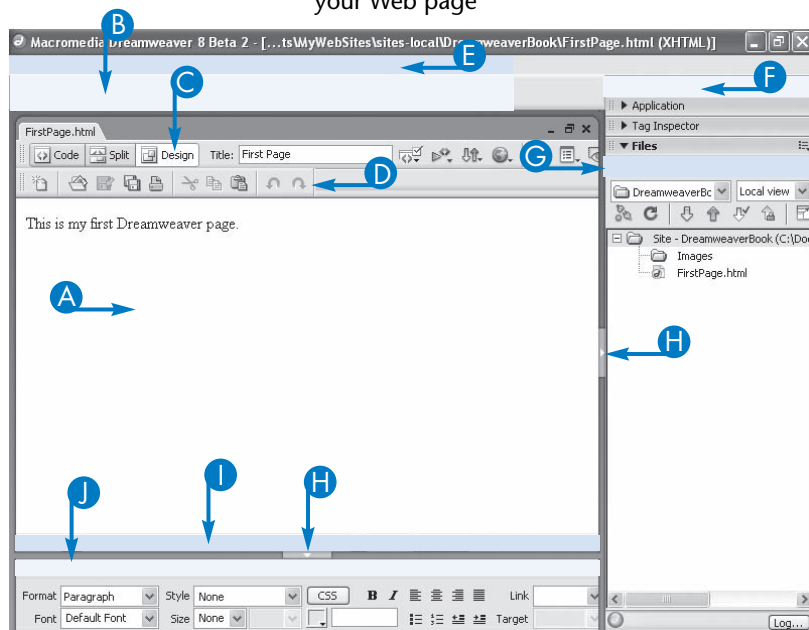 your Web page
B
Macromedia Dreamweaver 8 Beta 2 - [...ts\MyWebSites\sites-local\DreamweaverBook\FirstPage.html (XHTML)]
E
F
C
Application
FirstPage.html
Tag Inspector
Code Split Design Title: First Page
G
Files
D
DreamweaverBc Local view
This is my first Dreamweaver page.
Site - DreamweaverBook (C:\Doc
Images
FirstPage.html
A
H
I
J
H
Format Paragraph Style None CSS B I Link
Font Default Font Size None Target
Log...